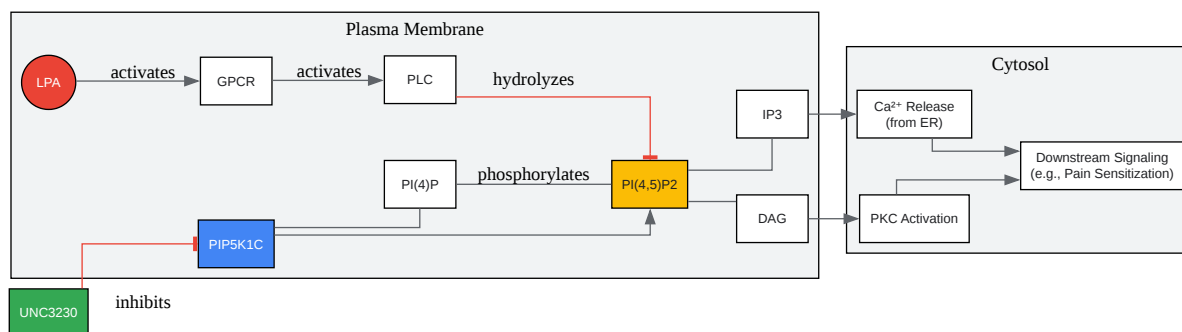 Plasma Membrane
Cytosol
LPA
activates
GPCR
activates
PLC
hydrolyzes
IP3
Ca²⁺ Release
(from ER)
Downstream Signaling
(e.g., Pain Sensitization)
PI(4)P
phosphorylates
PI(4,5)P2
DAG
PKC Activation
PIP5K1C
UNC3230
inhibits